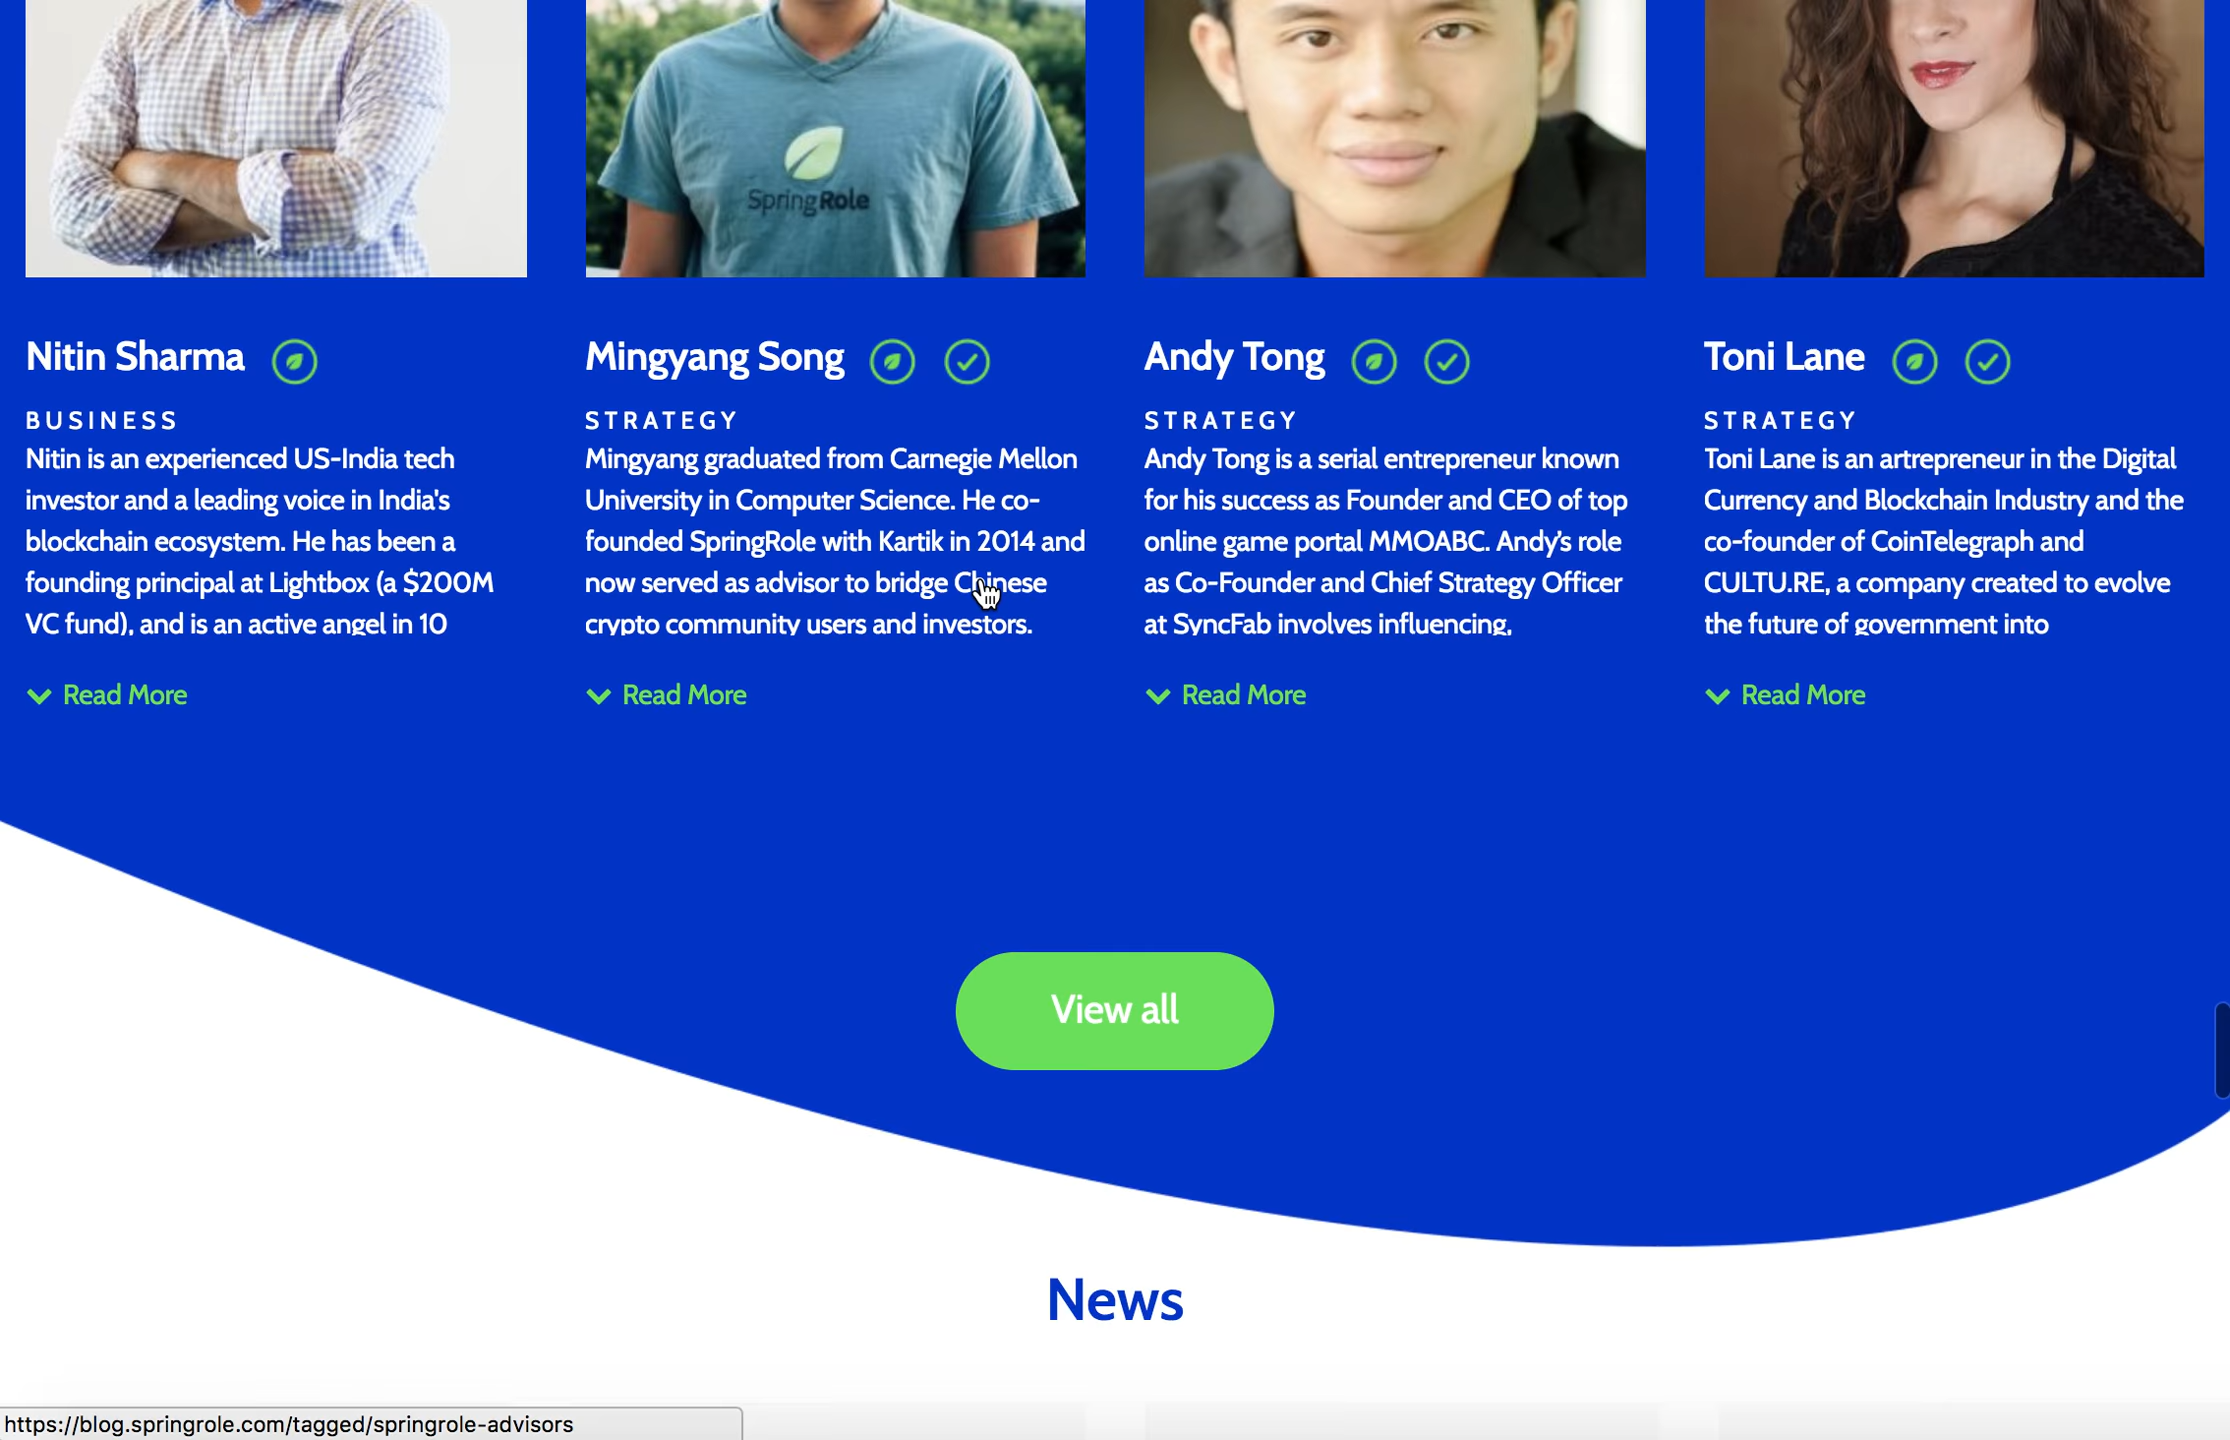 SpringRole
Nitin Sharma
BUSINESS
Nitin is an experienced US-India tech
investor and a leading voice in India's
blockchain ecosystem. He has been a
founding principal at Lightbox (a $200M
VC fund), and is an active angel in 10
Read More
Mingyang Song
STRATEGY
Mingyang graduated from Carnegie Mellon
University in Computer Science. He co-
founded SpringRole with Kartik in 2014 and
now served as advisor to bridge Chinese
crypto community users and investors.
Read More
Andy Tong
STRATEGY
Andy Tong is a serial entrepreneur known
for his success as Founder and CEO of top
online game portal MMOABC. Andy's role
as Co-Founder and Chief Strategy Officer
at SyncFab involves influencing,
Read More
Toni Lane
STRATEGY
Toni Lane is an artrepreneur in the Digital
Currency and Blockchain Industry and the
co-founder of CoinTelegraph and
CULTU.RE, a company created to evolve
the future of government into
Read More
View all
News
https://blog.springrole.com/tagged/springrole-advisors